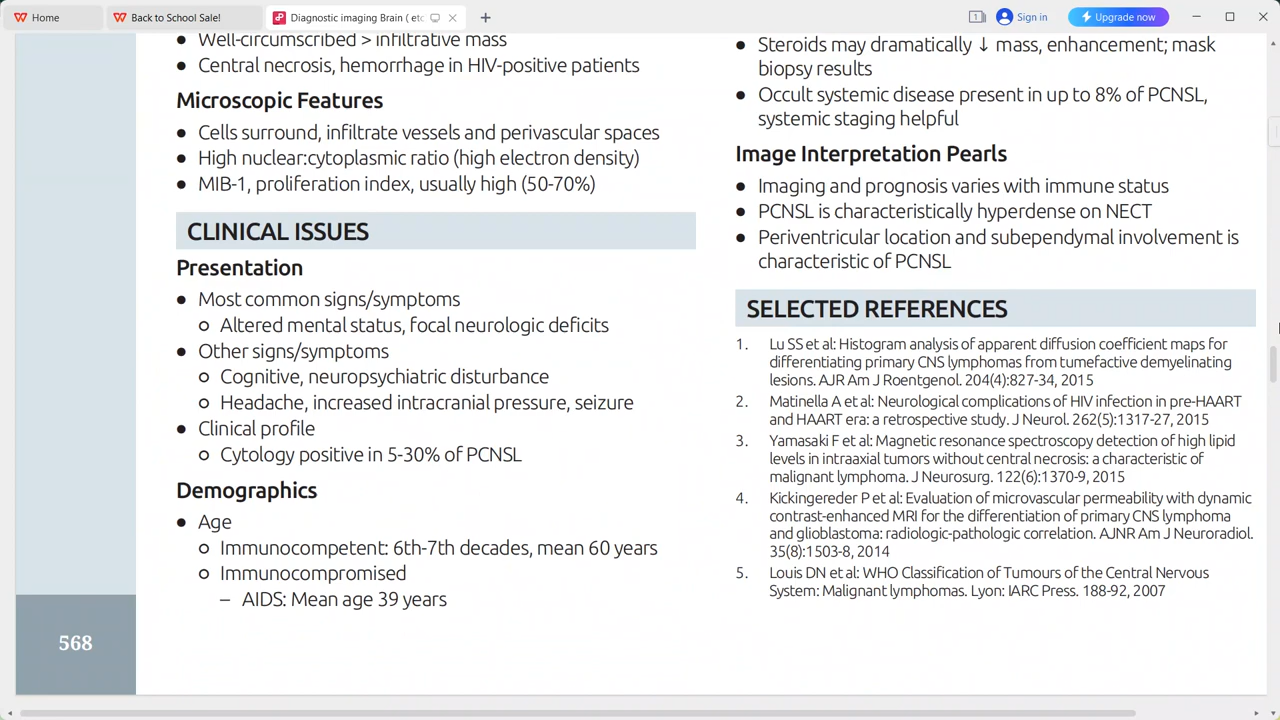 Home
Back to School Sale!
Diagnostic imaging Brain ( etc
1
Sign in
Upgrade now
● Well-circumscribed > infiltrative mass
● Central necrosis, hemorrhage in HIV-positive patients
Microscopic Features
● Cells surround, infiltrate vessels and perivascular spaces
● High nuclear:cytoplasmic ratio (high electron density)
● MIB-1, proliferation index, usually high (50-70%)
CLINICAL ISSUES
Presentation
● Most common signs/symptoms
○ Altered mental status, focal neurologic deficits
● Other signs/symptoms
○ Cognitive, neuropsychiatric disturbance
○ Headache, increased intracranial pressure, seizure
● Clinical profile
○ Cytology positive in 5-30% of PCNSL
Demographics
● Age
○ Immunocompetent: 6th-7th decades, mean 60 years
○ Immunocompromised
– AIDS: Mean age 39 years
568
● Steroids may dramatically ↓ mass, enhancement; mask
biopsy results
● Occult systemic disease present in up to 8% of PCNSL,
systemic staging helpful
Image Interpretation Pearls
● Imaging and prognosis varies with immune status
● PCNSL is characteristically hyperdense on NECT
● Periventricular location and subependymal involvement is
characteristic of PCNSL
SELECTED REFERENCES
1. Lu SS et al: Histogram analysis of apparent diffusion coefficient maps for
differentiating primary CNS lymphomas from tumefactive demyelinating
lesions. AJR Am J Roentgenol. 204(4):827-34, 2015
2. Matinella A et al: Neurological complications of HIV infection in pre-HAART
and HAART era: a retrospective study. J Neurol. 262(5):1317-27, 2015
3. Yamasaki F et al: Magnetic resonance spectroscopy detection of high lipid
levels in intraaxial tumors without central necrosis: a characteristic of
malignant lymphoma. J Neurosurg. 122(6):1370-9, 2015
4. Kickingereder P et al: Evaluation of microvascular permeability with dynamic
contrast-enhanced MRI for the differentiation of primary CNS lymphoma
and glioblastoma: radiologic-pathologic correlation. AJNR Am J Neuroradiol.
35(8):1503-8, 2014
5. Louis DN et al: WHO Classification of Tumours of the Central Nervous
System: Malignant lymphomas. Lyon: IARC Press. 188-92, 2007